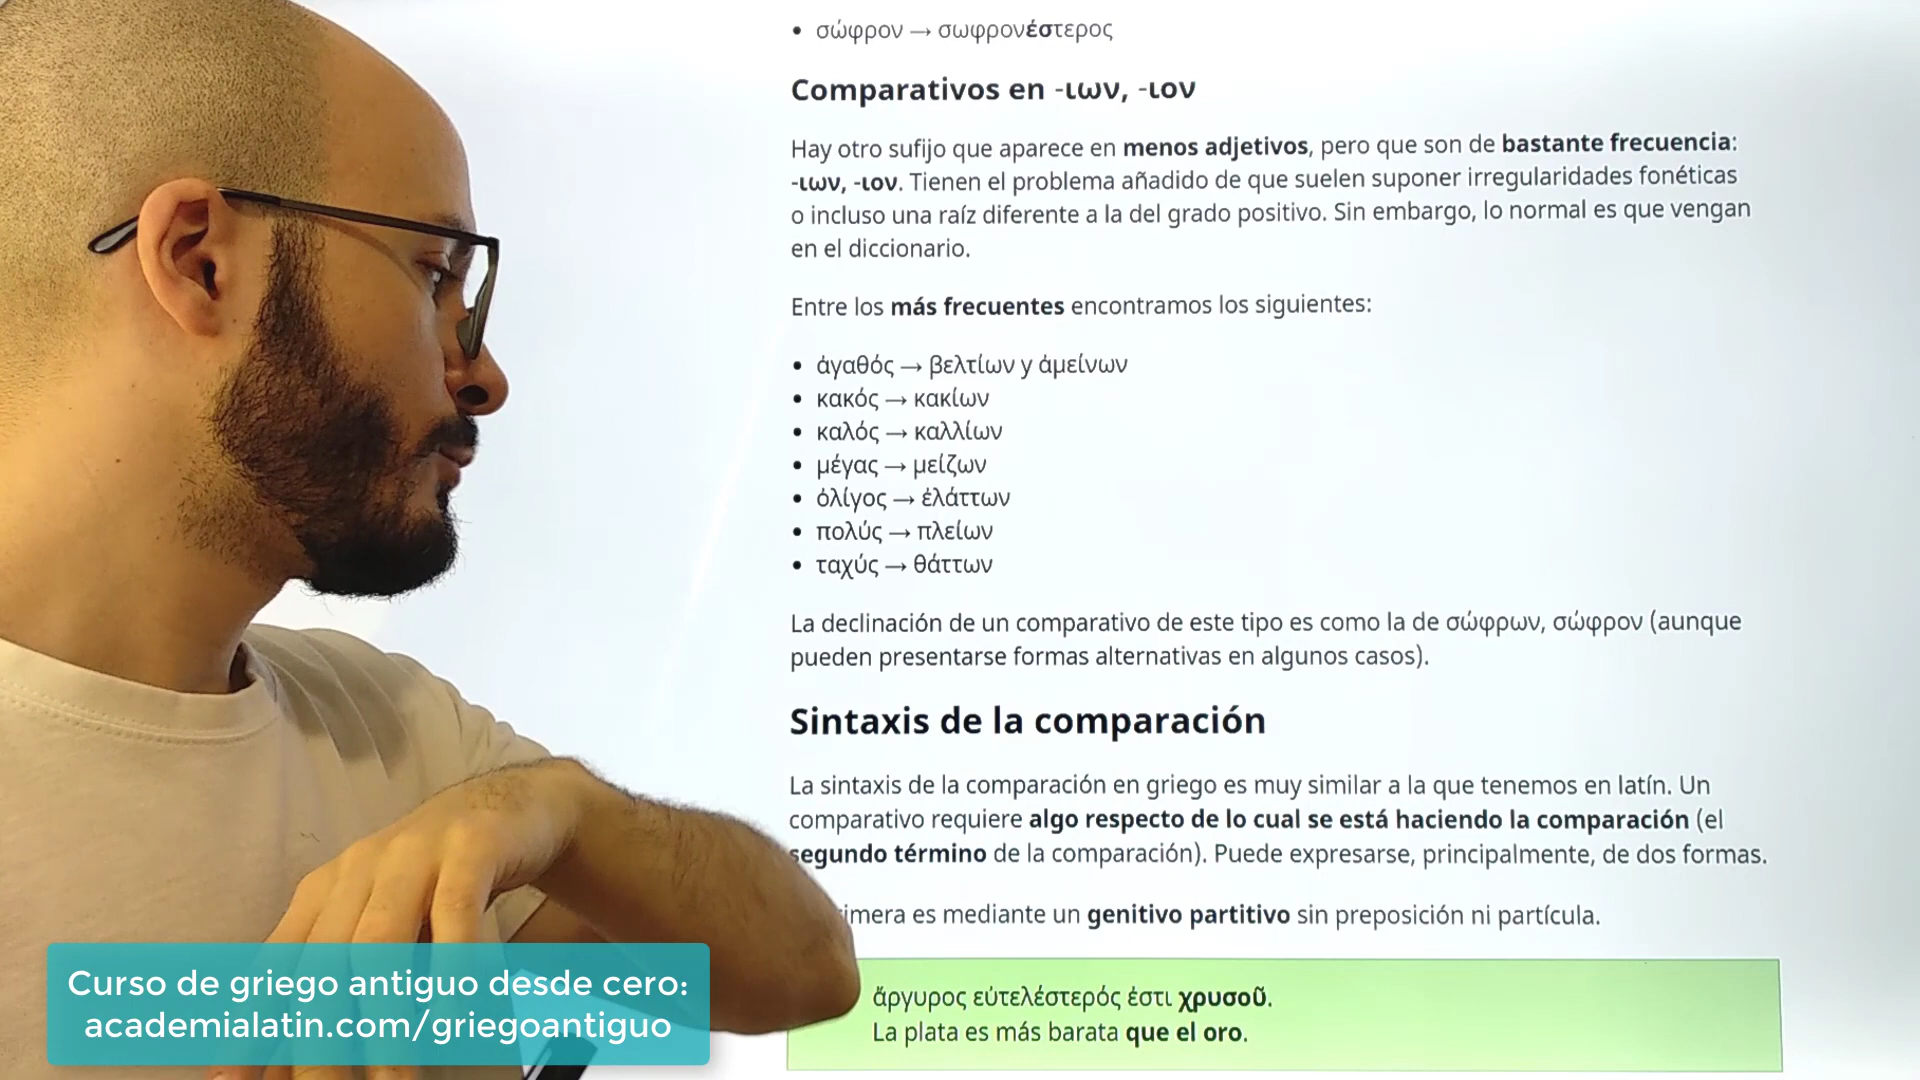 • σώφρον → σωφρονέστερος
Comparativos en -ιων, -ιον
Hay otro sufijo que aparece en menos adjetivos, pero que son de bastante frecuencia:
-ιων, -ιον. Tienen el problema añadido de que suelen suponer irregularidades fonéticas
o incluso una raíz diferente a la del grado positivo. Sin embargo, lo normal es que vengan
en el diccionario.
Entre los más frecuentes encontramos los siguientes:
• ἀγαθός → βελτίων y ἀμείνων
• κακός → κακίων
• καλός → καλλίων
• μέγας → μείζων
• ὀλίγος → ἐλάττων
• πολύς → πλείων
• ταχύς → θάττων
La declinación de un comparativo de este tipo es como la de σώφρων, σώφρον (aunque
pueden presentarse formas alternativas en algunos casos).
Sintaxis de la comparación
La sintaxis de la comparación en griego es muy similar a la que tenemos en latín. Un
comparativo requiere algo respecto de lo cual se está haciendo la comparación (el
segundo término de la comparación). Puede expresarse, principalmente, de dos formas.
imera es mediante un genitivo partitivo sin preposición ni partícula.
ἄργυρος εὐτελέστερός ἐστι χρυσοῦ.
La plata es más barata que el oro.
Curso de griego antiguo desde cero:
academialatin.com/griegoantiguo